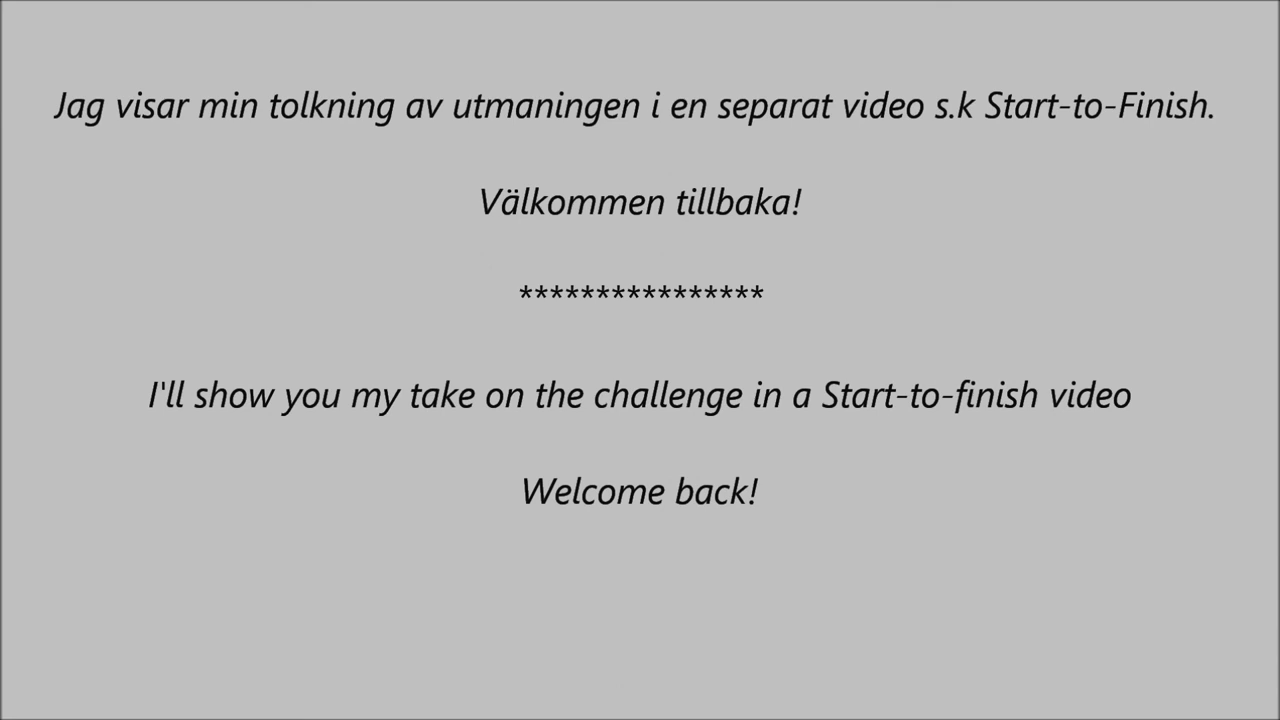 Jag visar min tolkning av utmaningen i en separat video s.k Start-to-Finish.
Välkommen tillbaka!
****************
I'll show you my take on the challenge in a Start-to-finish video
Welcome back!